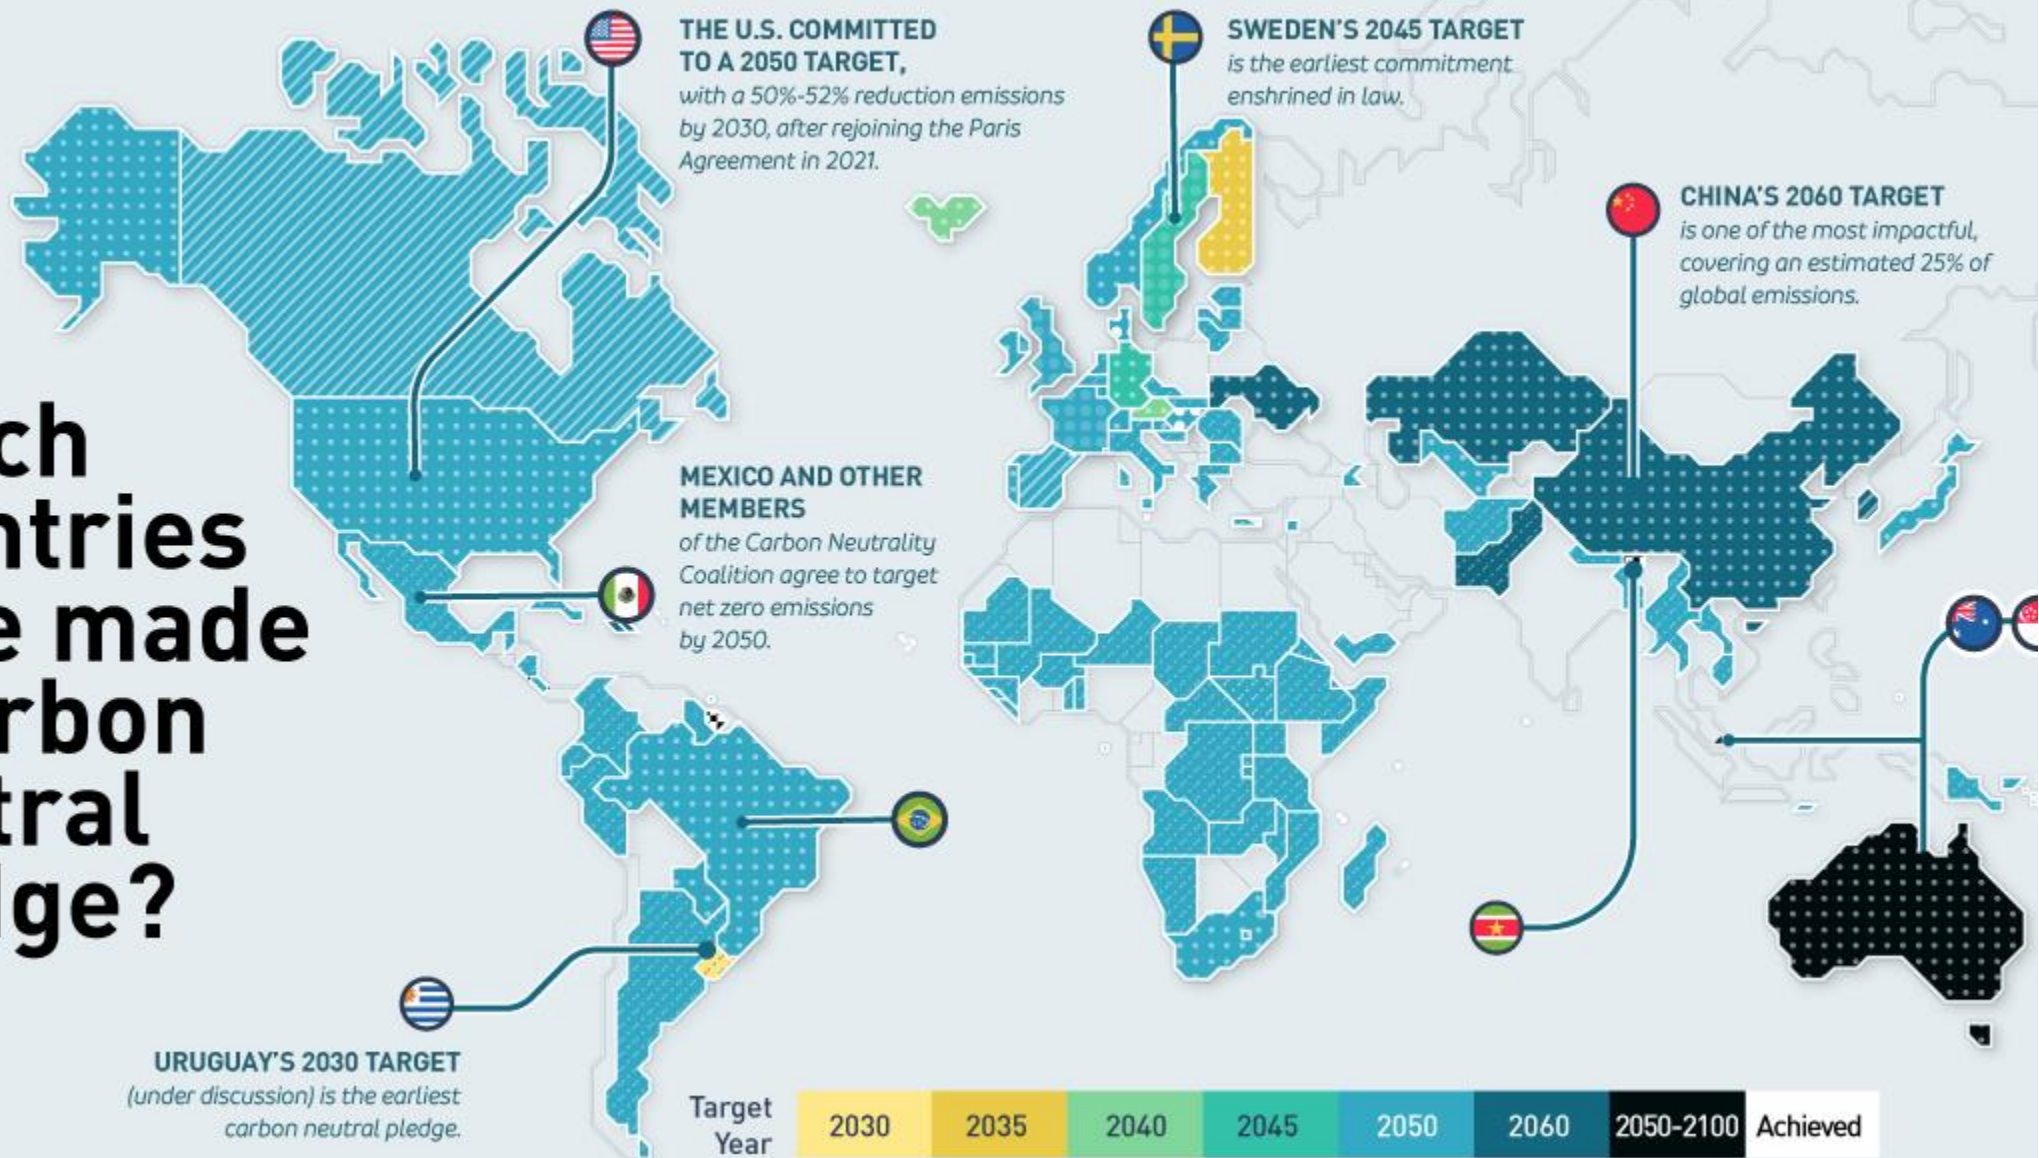 THE U.S. COMMITTED
TO A 2050 TARGET,
with a 50%-52% reduction emissions
by 2030, after rejoining the Paris
Agreement in 2021.
SWEDEN'S 2045 TARGET
is the earliest commitment
enshrined in law.
CHINA'S 2060 TARGET
is one of the most impactful,
covering an estimated 25% of
global emissions.
ch
ntries
e made
rbon
tral
lge?
MEXICO AND OTHER
MEMBERS
of the Carbon Neutrality
Coalition agree to target
net zero emissions
by 2050.
URUGUAY'S 2030 TARGET
(under discussion) is the earliest
carbon neutral pledge.
Target
Year
2030 2035 2040 2045 2050 2060 2050-2100 Achieved